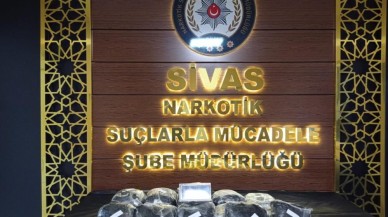 SİVAS
NARKOTİK
SUÇLARLA MÜCADELE
ŞUBE MÜDÜRLÜĞÜ